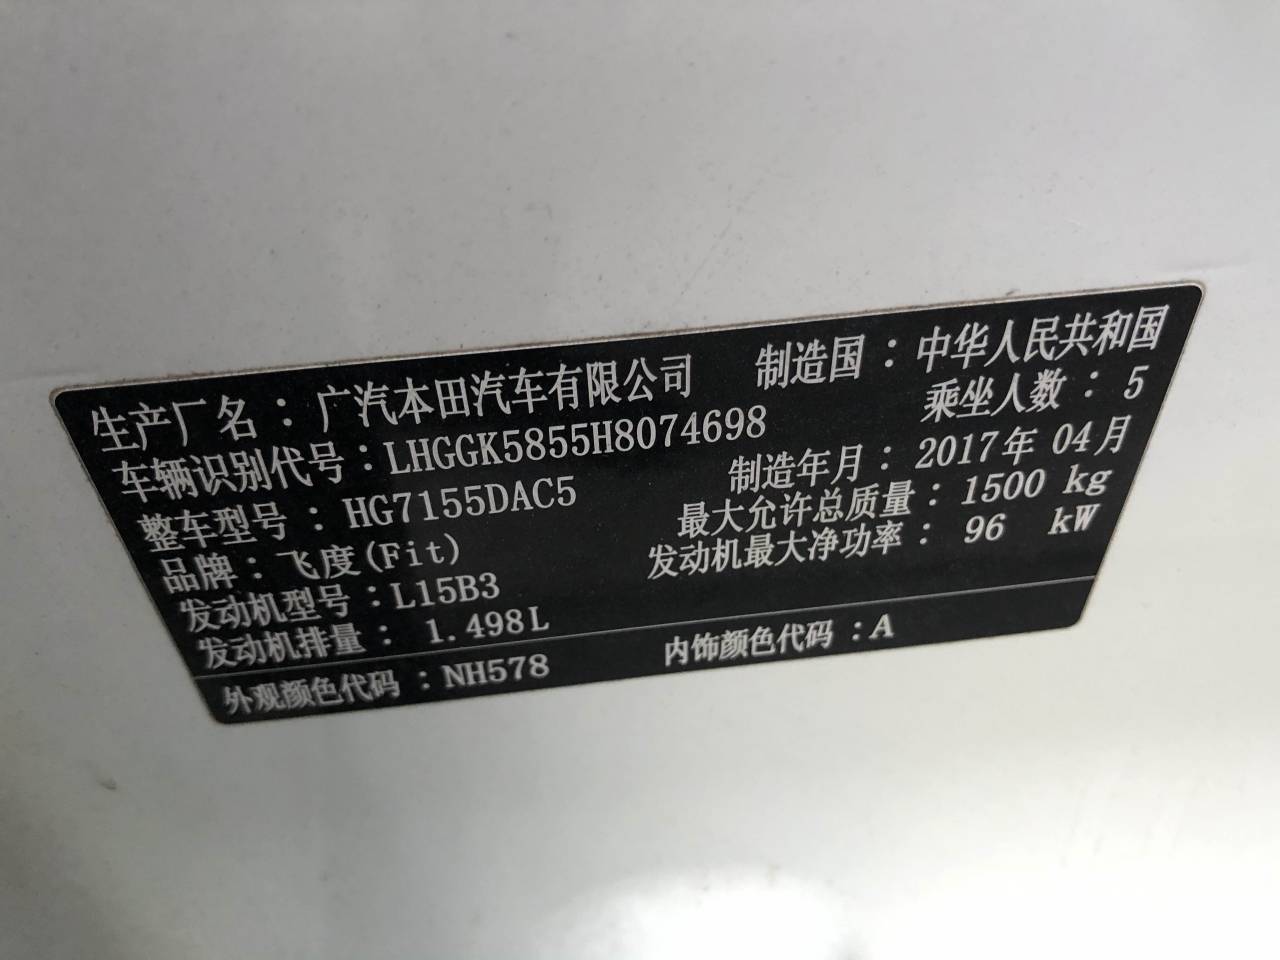 生产厂名：广汽本田汽车有限公司 制造国：中华人民共和国
车辆识别代号：LHGGK5855H8074698 乘坐人数：5
整车型号：HG7155DAC5 制造年月：2017年 04月
品牌：飞度(Fit) 最大允许总质量：1500 kg
发动机型号：L15B3 发动机最大净功率：96 kW
发动机排量：1.498L
外观颜色代码：NH578 内饰颜色代码：A